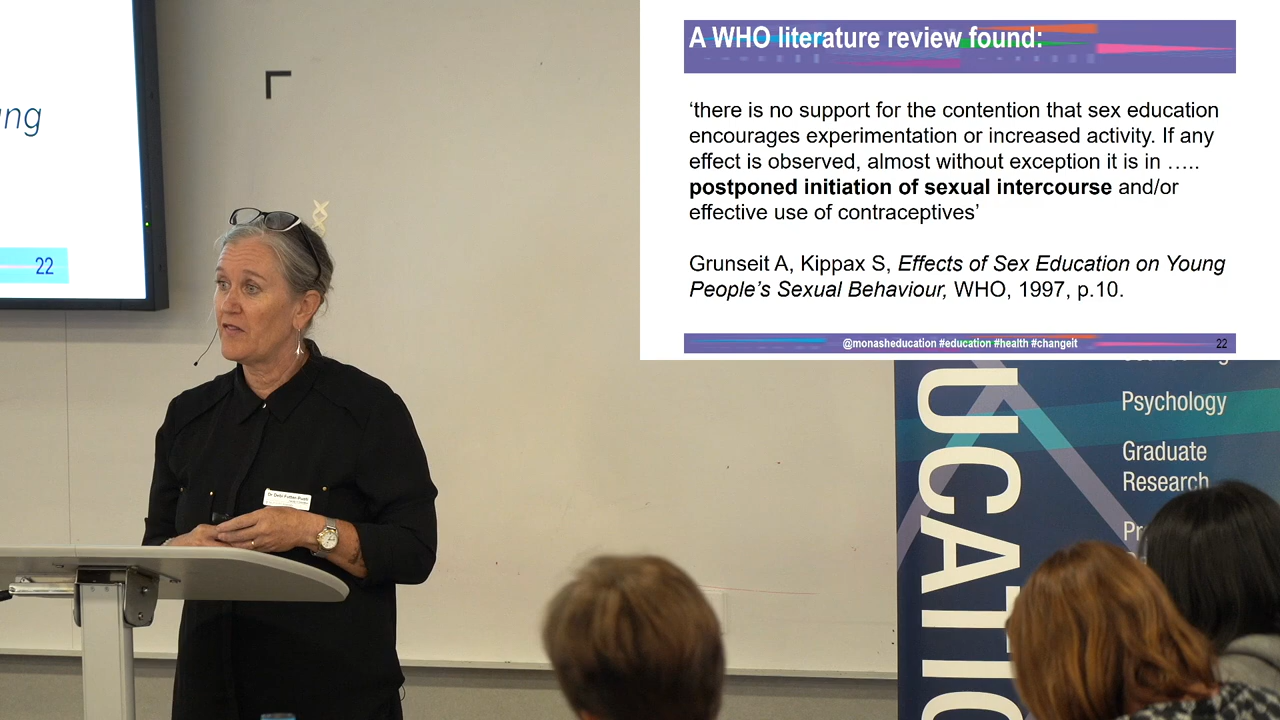 ung
22
A WHO literature review found:
‘there is no support for the contention that sex education
encourages experimentation or increased activity. If any
effect is observed, almost without exception it is in …..
postponed initiation of sexual intercourse and/or
effective use of contraceptives’
Grunseit A, Kippax S, Effects of Sex Education on Young
People’s Sexual Behaviour, WHO, 1997, p.10.
@monasheducation #education #health #changeit
22
UCATIO
Psychology
Graduate
Research
Pr